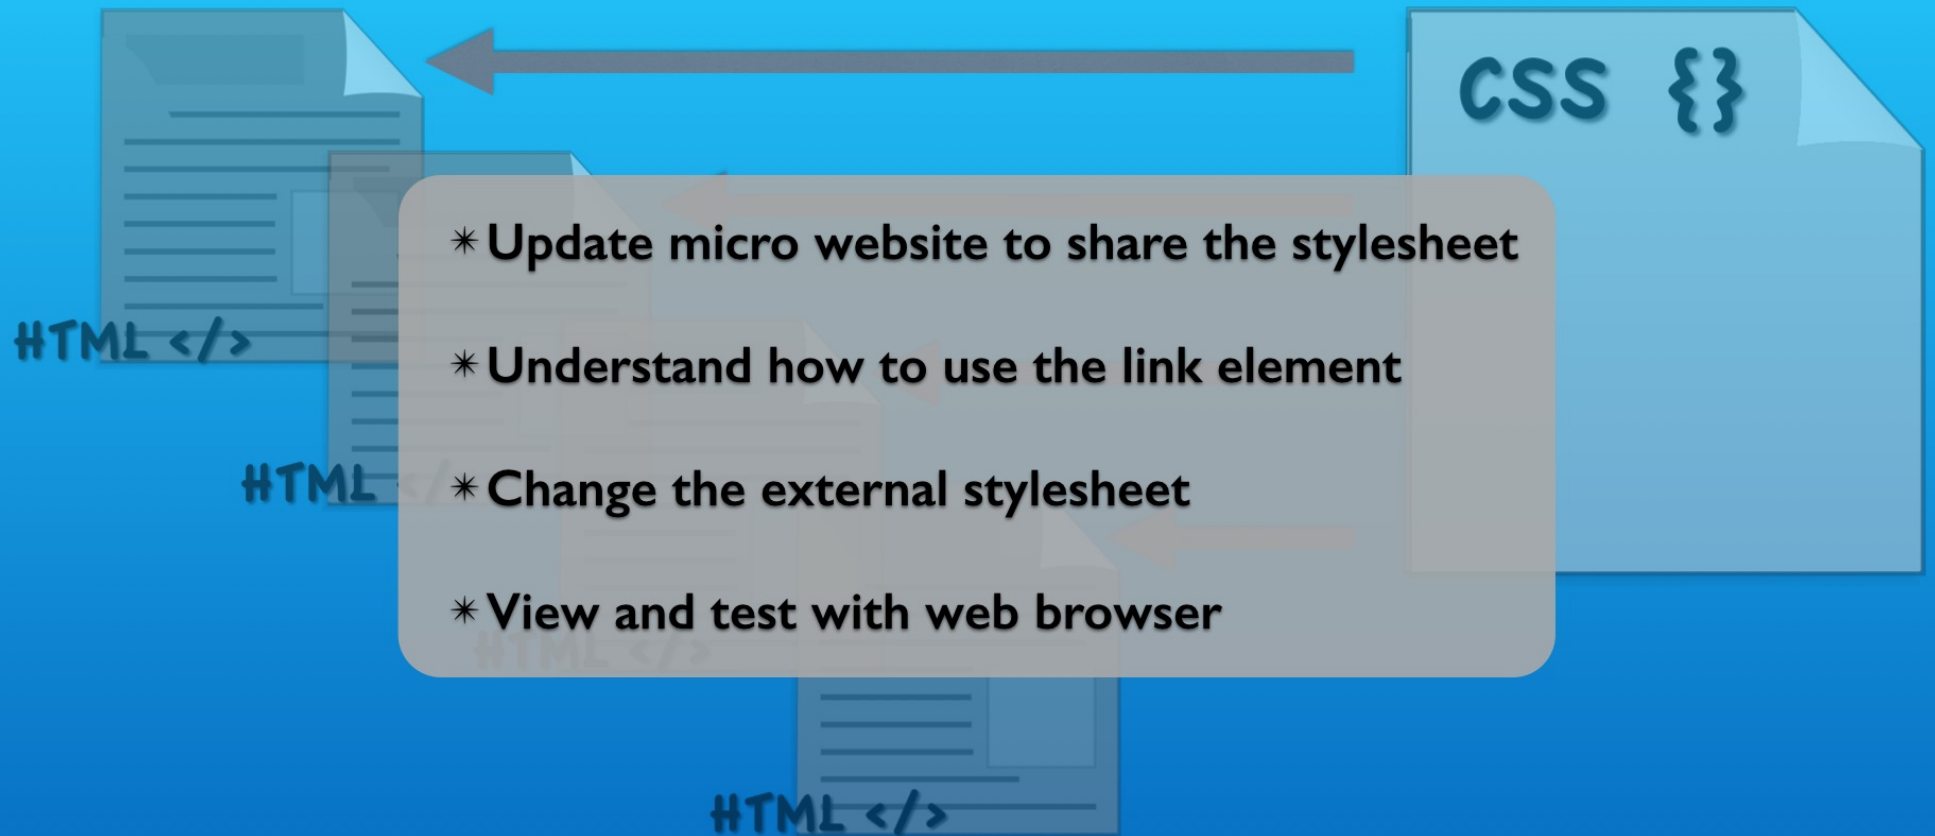 CSS {}
* Update micro website to share the stylesheet
HTML </>
* Understand how to use the link element
HTML </
* Change the external stylesheet
* View and test with web browser
HTML </>
HTML </>